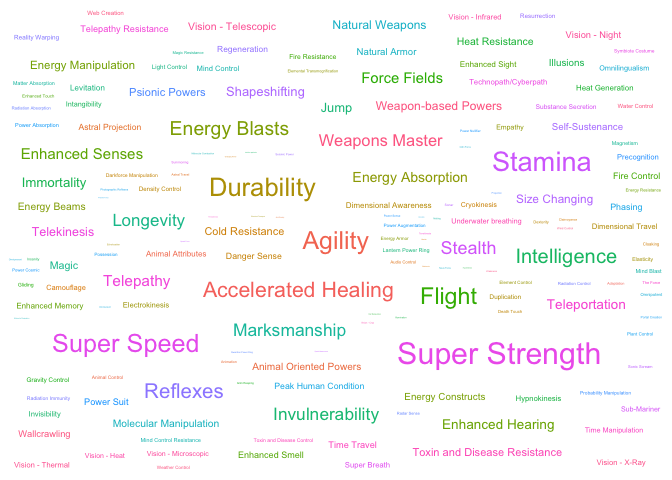 Web Creation
Telepathy Resistance
Vision - Telescopic
Natural Weapons
Vision - Infrared
Resurrection
Reality Warping
Regeneration
Natural Armor
Heat Resistance
Vision - Night
Symbiote Costume
Magic Resistance
Energy Manipulation
Light Control
Mind Control
Fire Resistance
Enhanced Sight
Illusions
Omnilingualism
Elemental Transmogrification
Force Fields
Technopath/Cyberpath
Matter Absorption
Levitation
Psionic Powers
Shapeshifting
Heat Generation
Enhanced Touch
Intangibility
Jump
Weapon-based Powers
Substance Secretion
Water Control
Radiation Absorption
Power Absorption
Astral Projection
Energy Blasts
Weapons Master
Empathy
Self-Sustenance
Magnetism
Enhanced Senses
Stamina
Precognition
Immortality
Darkforce Manipulation
Durability
Energy Absorption
Fire Control
Density Control
Energy Resistance
Energy Beams
Dimensional Awareness
Cryokinesis
Size Changing
Phasing
Telekinesis
Longevity
Cold Resistance
Power Augmentation
Underwater breathing
Dimensional Travel
Agility
Energy Armor
Stealth
Intelligence
Magic
Animal Attributes
Danger Sense
Lantern Power Ring
Audio Control
Elasticity
Power Cosmic
Mind Blast
Gliding
Camouflage
Telepathy
Accelerated Healing
Flight
Element Control
Radiation Control
The Force
Duplication
Teleportation
Enhanced Memory
Electrokinesis
Death Touch
Super Speed
Marksmanship
Super Strength
Plant Control
Animal Oriented Powers
Sonic Scream
Gravity Control
Animal Control
Reflexes
Peak Human Condition
Probability Manipulation
Radiation Immunity
Power Suit
Energy Constructs
Hypnokinesis
Invisibility
Invulnerability
Radar Sense
Sub-Mariner
Molecular Manipulation
Enhanced Hearing
Time Manipulation
Wallcrawling
Mind Control Resistance
Toxin and Disease Control
Time Travel
Toxin and Disease Resistance
Vision - Heat
Vision - Microscopic
Enhanced Smell
Vision - Thermal
Weather Control
Super Breath
Vision - X-Ray